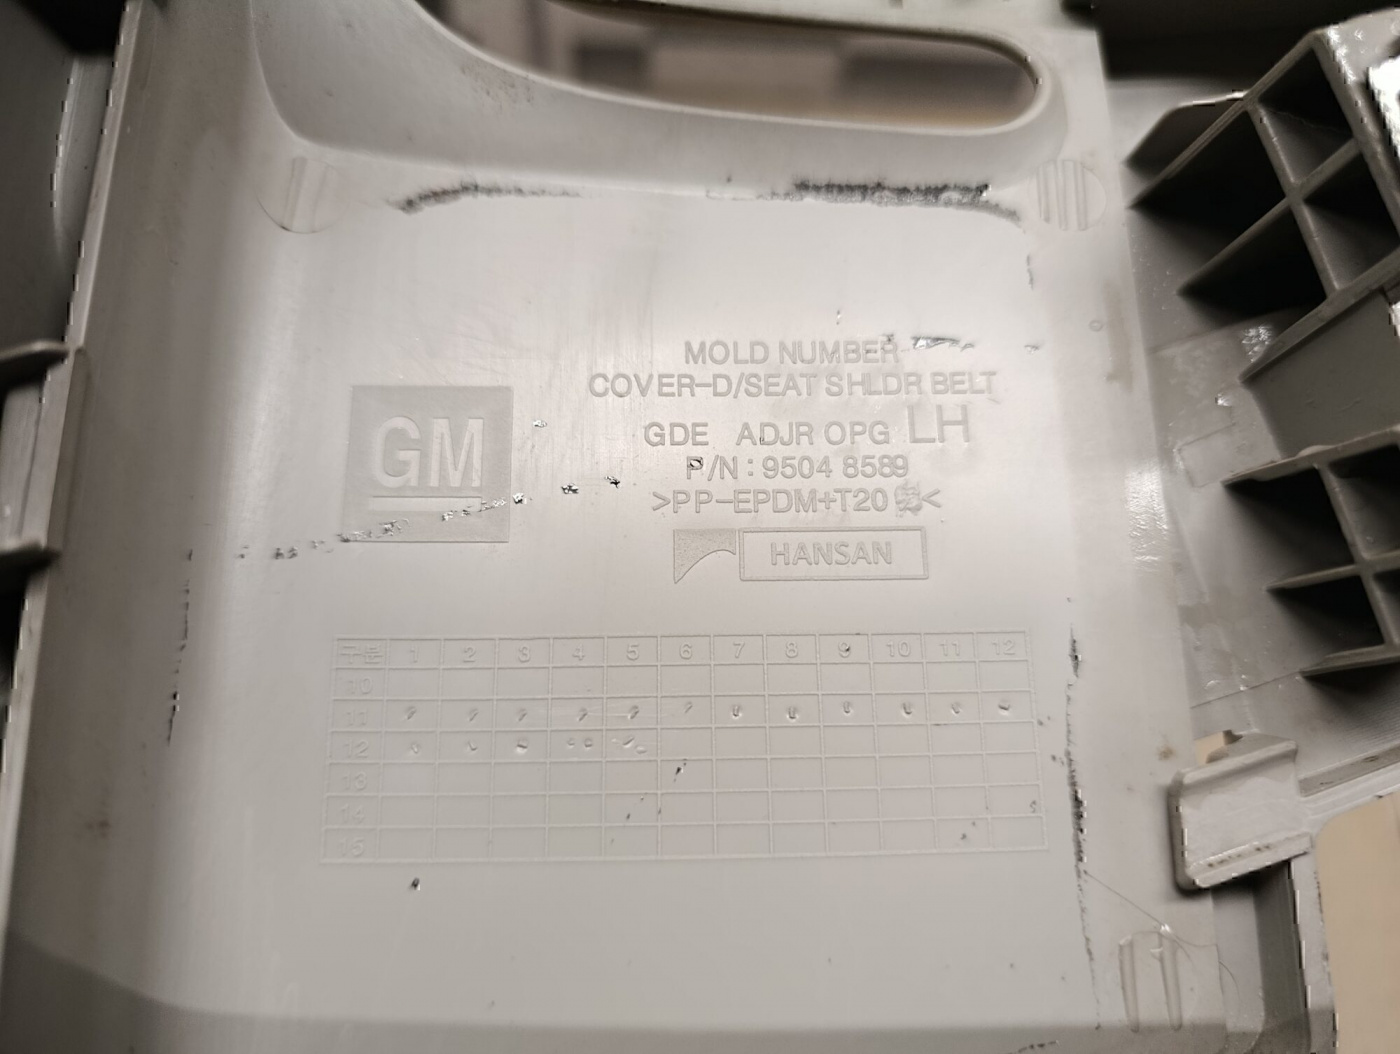 GM
MOLD NUMBER
COVER-D/SEAT SHLDR BELT
GDE ADJR OPG LH
P/N : 9504 8589
>PP-EPDM+T20 <
HANSAN
구분 1 2 3 4 5 6 7 8 9 10 11 12
10
11
12
13
14
15